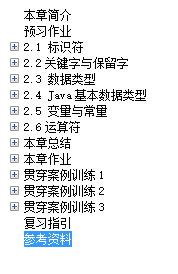 本章简介
预习作业
2.1 标识符
2.2关键字与保留字
2.3 数据类型
2.4 Java基本数据类型
2.5 变量与常量
2.6运算符
本章总结
本章作业
贯穿案例训练1
贯穿案例训练2
贯穿案例训练3
复习指引
参考资料